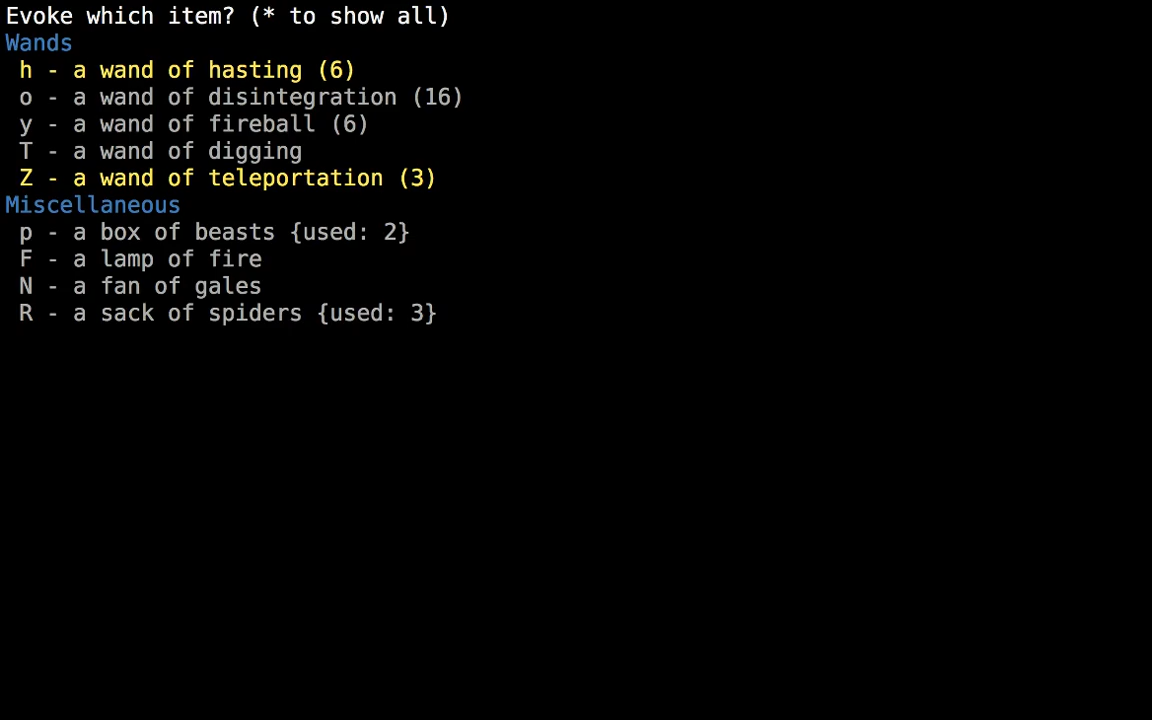 Evoke which item? (* to show all)
Wands
h - a wand of hasting (6)
o - a wand of disintegration (16)
y - a wand of fireball (6)
T - a wand of digging
Z - a wand of teleportation (3)
Miscellaneous
p - a box of beasts {used: 2}
F - a lamp of fire
N - a fan of gales
R - a sack of spiders {used: 3}